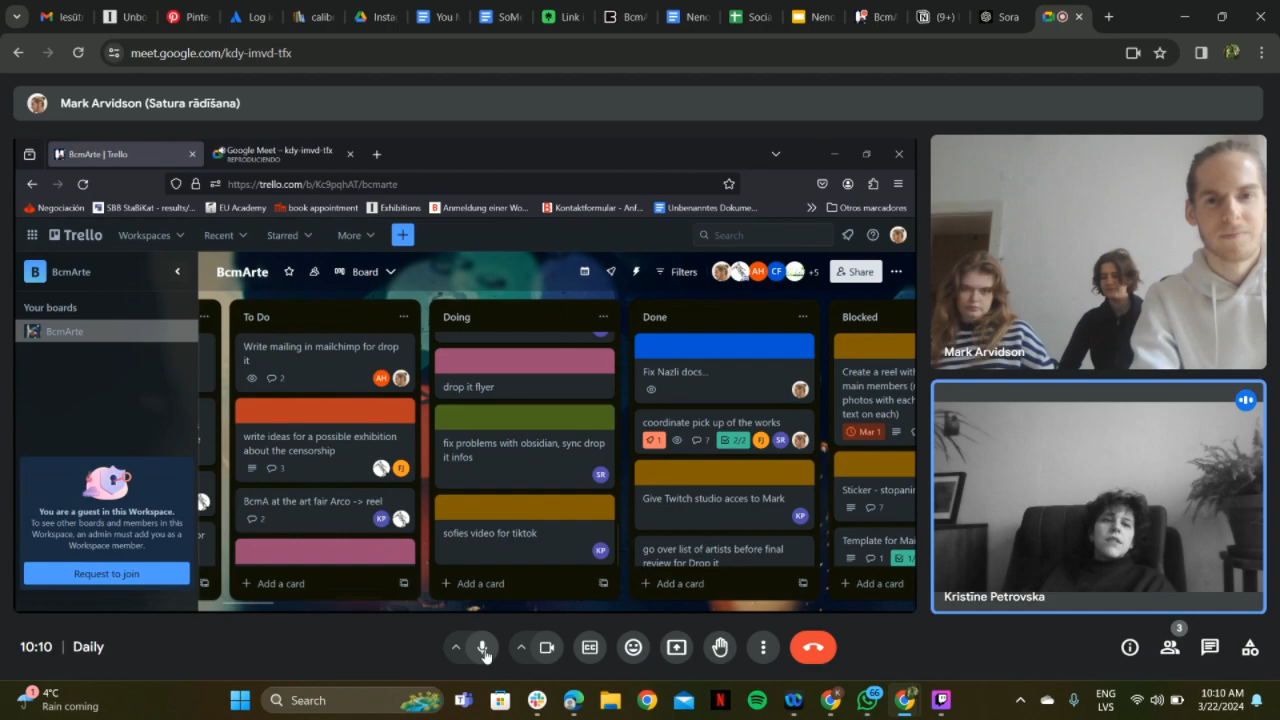 Iesūt
Unbo
Pinte
Log i
calib
Insta
You M
SoMe
Link i
BcmA
Nenc
Socia
Nenc
BcmA
(9+)
Sora
meet.google.com/kdy-imvd-tfx
Mark Arvidson (Satura rādīšana)
BcmArte | Trello
Google Meet – kdy-imvd-tfx
REPRODUCIENDO
https://trello.com/b/Kc9pqhAT/bcmarte
Negociación
SBB StaBiKat - results/...
EU Academy
book appointment
Exhibitions
Anmeldung einer Wo...
Kontaktformular - Anf...
Unbenanntes Dokume...
Otros marcadores
Trello
Workspaces
Recent
Starred
More
Search
B
BcmArte
BcmArte
Board
Filters
AH
CF
+5
Share
Your boards
BcmArte
You are a guest in this Workspace.
To see other boards and members in this
Workspace, an admin must add you as a
Workspace member.
Request to join
To Do
Write mailing in mailchimp for drop
it
2
AH
write ideas for a possible exhibition
about the censorship
3
FJ
BcmA at the art fair Arco -> reel
2
KP
Add a card
Doing
drop it flyer
fix problems with obsidian, sync drop
it infos
SR
sofies video for tiktok
KP
Add a card
Done
Fix Nazli docs...
coordinate pick up of the works
1
7
2/2
FJ
SR
Give Twitch studio acces to Mark
KP
go over list of artists before final
review for Drop it
Add a card
Blocked
Create a reel with
main members (
photos with each
text on each)
Mar 1
Sticker - stopanin
7
Template for Mai
1
Add a card
Mark Arvidson
Kristīne Petrovska
10:10
Daily
CC
3
1
4°C
Rain coming
Search
66
ENG
LVS
10:10 AM
3/22/2024